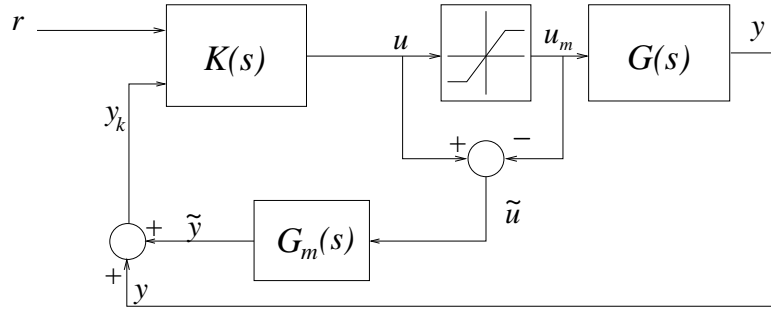 r
K(s)
u
u_m
G(s)
y
y_k
+
−
ũ
ỹ
G_m(s)
+
+
y